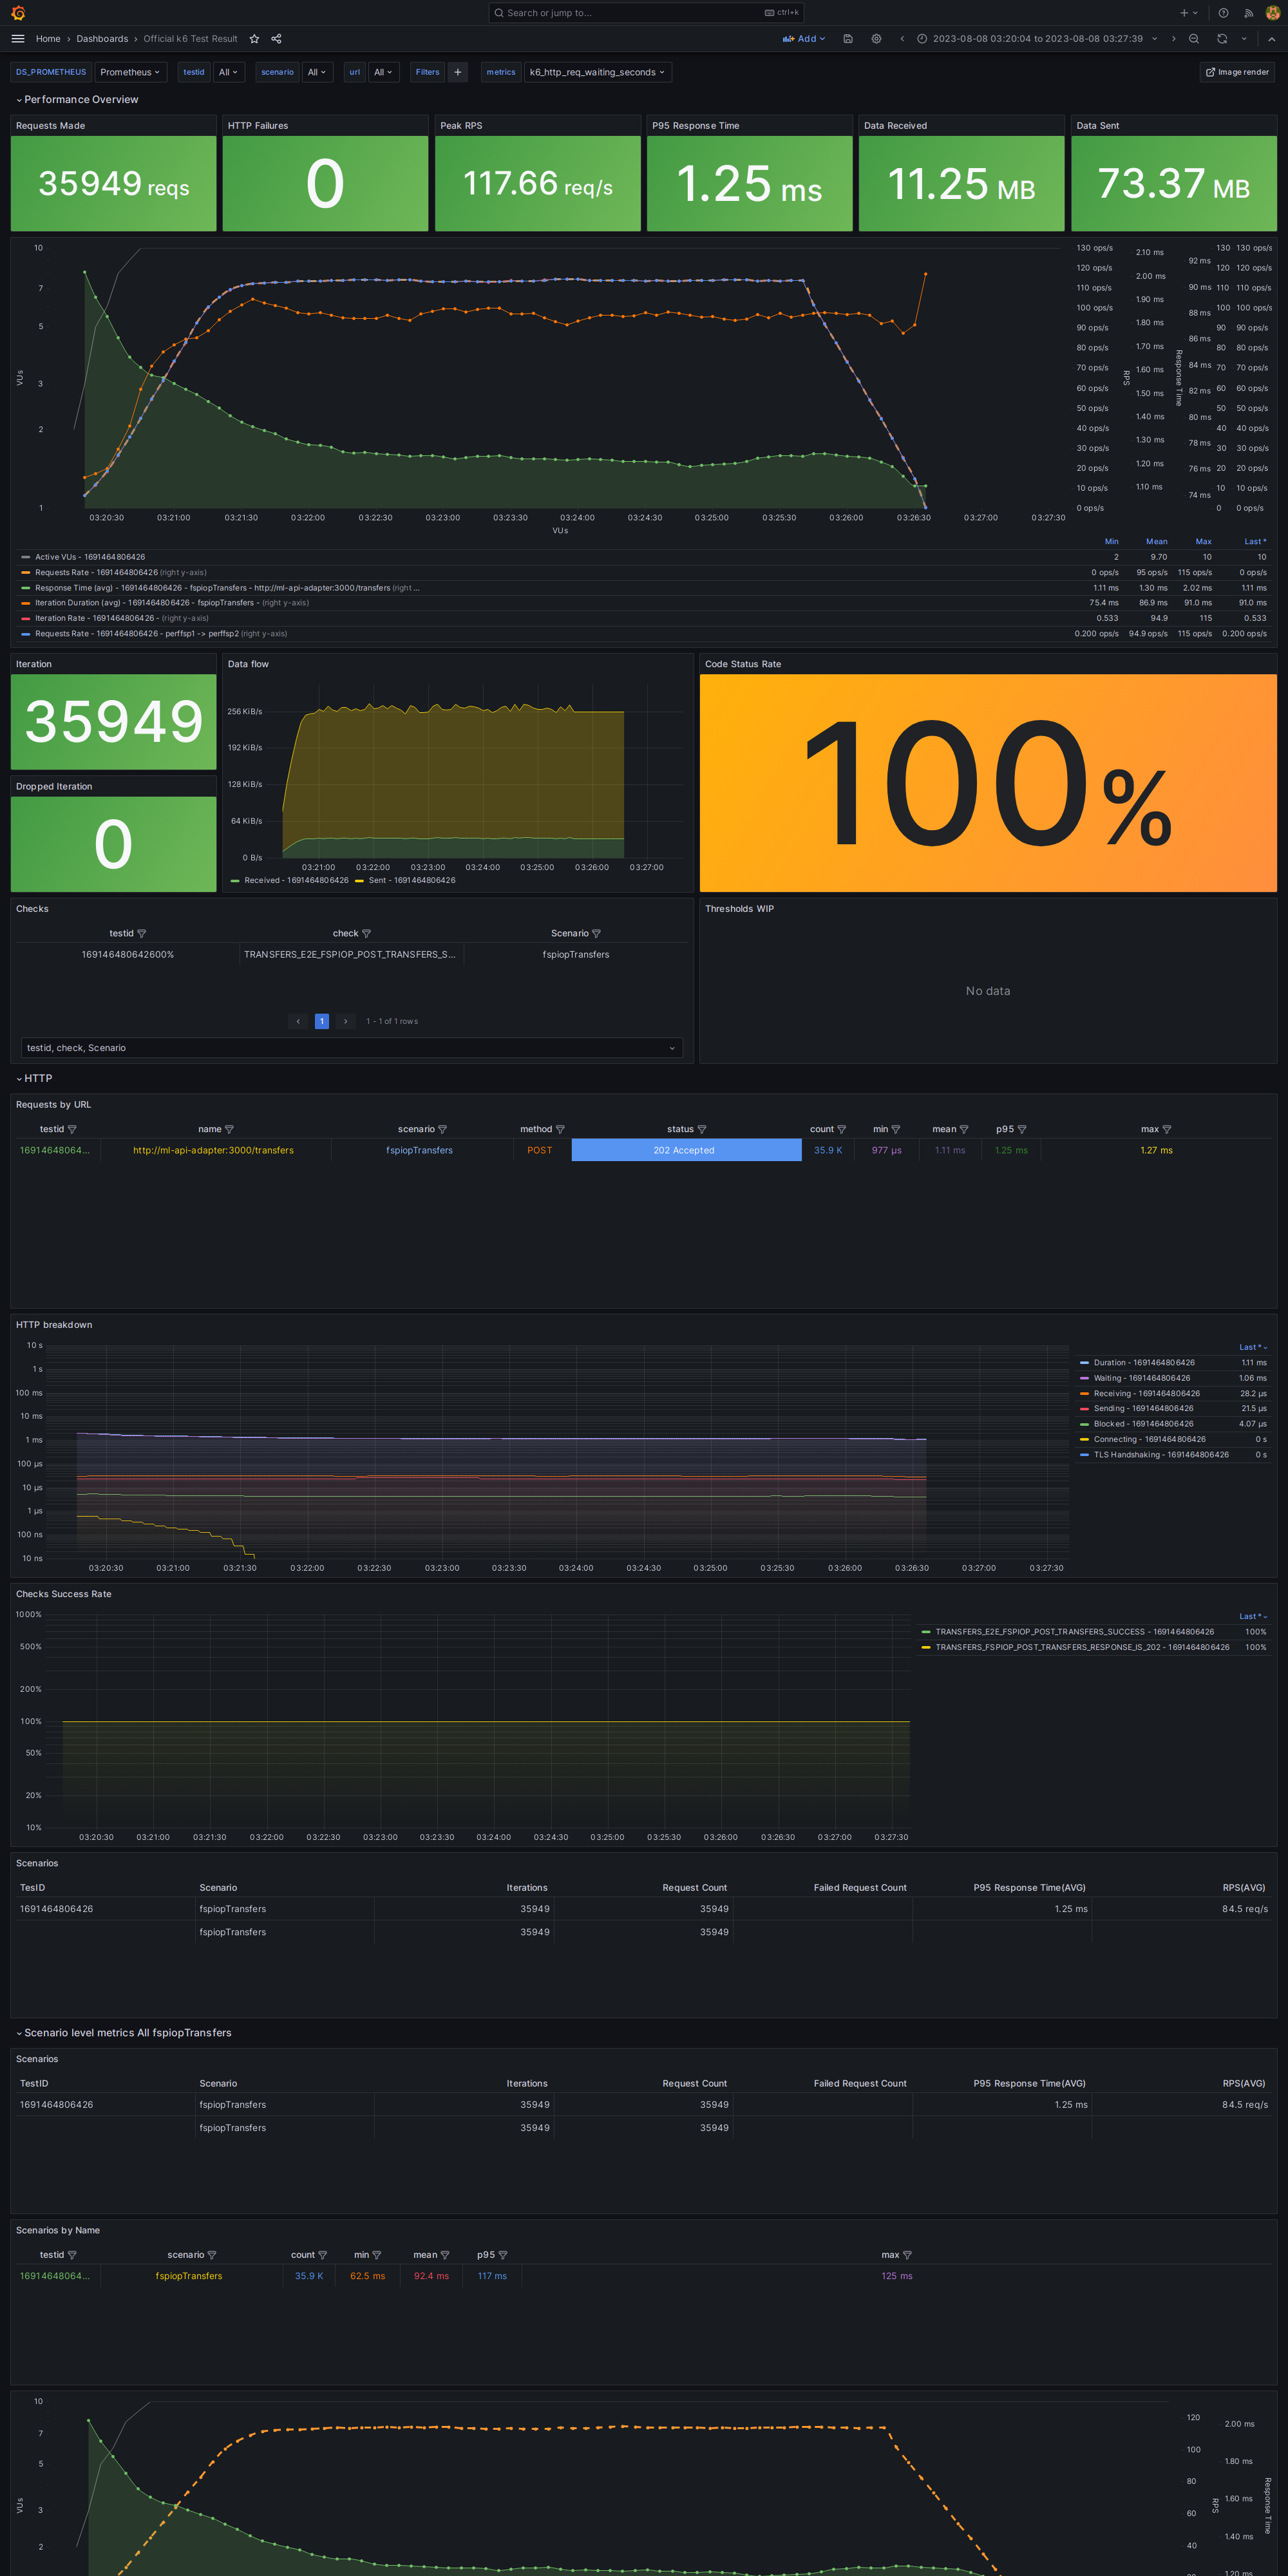 Search or jump to...
ctrl+k
Home › Dashboards › Official k6 Test Result
Add
2023-08-08 03:20:04 to 2023-08-08 03:27:39
DS_PROMETHEUS Prometheus testid All scenario All url All Filters + metrics k6_http_req_waiting_seconds Image render
Performance Overview
Requests Made HTTP Failures Peak RPS P95 Response Time Data Received Data Sent
35949 reqs 0 117.66 req/s 1.25 ms 11.25 MB 73.37 MB
10
7
5
3
2
1
VUs
130 ops/s
120 ops/s
110 ops/s
100 ops/s
90 ops/s
80 ops/s
70 ops/s
60 ops/s
50 ops/s
40 ops/s
30 ops/s
20 ops/s
10 ops/s
0 ops/s
2.10 ms
2.00 ms
1.90 ms
1.80 ms
1.70 ms
1.60 ms
1.50 ms
1.40 ms
1.30 ms
1.20 ms
1.10 ms
RPS
92 ms
90 ms
88 ms
86 ms
84 ms
82 ms
80 ms
78 ms
76 ms
74 ms
Response Time
130
120
110
100
90
80
70
60
50
40
30
20
10
0
130 ops/s
120 ops/s
110 ops/s
100 ops/s
90 ops/s
80 ops/s
70 ops/s
60 ops/s
50 ops/s
40 ops/s
30 ops/s
20 ops/s
10 ops/s
0 ops/s
03:20:30 03:21:00 03:21:30 03:22:00 03:22:30 03:23:00 03:23:30 03:24:00 03:24:30 03:25:00 03:25:30 03:26:00 03:26:30 03:27:00 03:27:30
VUs
Min Mean Max Last *
Active VUs - 1691464806426 2 9.70 10 10
Requests Rate - 1691464806426 (right y-axis) 0 ops/s 95 ops/s 115 ops/s 0 ops/s
Response Time (avg) - 1691464806426 - fspiopTransfers - http://ml-api-adapter:3000/transfers (right ... 1.11 ms 1.30 ms 2.02 ms 1.11 ms
Iteration Duration (avg) - 1691464806426 - fspiopTransfers - (right y-axis) 75.4 ms 86.9 ms 91.0 ms 91.0 ms
Iteration Rate - 1691464806426 - (right y-axis) 0.533 94.9 115 0.533
Requests Rate - 1691464806426 - perffsp1 -> perffsp2 (right y-axis) 0.200 ops/s 94.9 ops/s 115 ops/s 0.200 ops/s
Iteration
35949
Dropped Iteration
0
Data flow
256 KiB/s
192 KiB/s
128 KiB/s
64 KiB/s
0 B/s
03:21:00 03:22:00 03:23:00 03:24:00 03:25:00 03:26:00 03:27:00
Received - 1691464806426 Sent - 1691464806426
Code Status Rate
100%
Checks
testid check Scenario
169146480642600% TRANSFERS_E2E_FSPIOP_POST_TRANSFERS_S... fspiopTransfers
‹ 1 › 1 - 1 of 1 rows
testid, check, Scenario
Thresholds WIP
No data
HTTP
Requests by URL
testid name scenario method status count min mean p95 max
16914648064... http://ml-api-adapter:3000/transfers fspiopTransfers POST 202 Accepted 35.9 K 977 µs 1.11 ms 1.25 ms 1.27 ms
HTTP breakdown
10 s
1 s
100 ms
10 ms
1 ms
100 µs
10 µs
1 µs
100 ns
10 ns
03:20:30 03:21:00 03:21:30 03:22:00 03:22:30 03:23:00 03:23:30 03:24:00 03:24:30 03:25:00 03:25:30 03:26:00 03:26:30 03:27:00 03:27:30
Last *
Duration - 1691464806426 1.11 ms
Waiting - 1691464806426 1.06 ms
Receiving - 1691464806426 28.2 µs
Sending - 1691464806426 21.5 µs
Blocked - 1691464806426 4.07 µs
Connecting - 1691464806426 0 s
TLS Handshaking - 1691464806426 0 s
Checks Success Rate
1000%
500%
200%
100%
50%
20%
10%
03:20:30 03:21:00 03:21:30 03:22:00 03:22:30 03:23:00 03:23:30 03:24:00 03:24:30 03:25:00 03:25:30 03:26:00 03:26:30 03:27:00 03:27:30
Last *
TRANSFERS_E2E_FSPIOP_POST_TRANSFERS_SUCCESS - 1691464806426 100%
TRANSFERS_FSPIOP_POST_TRANSFERS_RESPONSE_IS_202 - 1691464806426 100%
Scenarios
TesID Scenario Iterations Request Count Failed Request Count P95 Response Time(AVG) RPS(AVG)
1691464806426 fspiopTransfers 35949 35949 1.25 ms 84.5 req/s
fspiopTransfers 35949 35949
Scenario level metrics All fspiopTransfers
Scenarios
TestID Scenario Iterations Request Count Failed Request Count P95 Response Time(AVG) RPS(AVG)
1691464806426 fspiopTransfers 35949 35949 1.25 ms 84.5 req/s
fspiopTransfers 35949 35949
Scenarios by Name
testid scenario count min mean p95 max
16914648064... fspiopTransfers 35.9 K 62.5 ms 92.4 ms 117 ms 125 ms
10
7
5
3
2
VUs
120
100
80
60
40
RPS
2.00 ms
1.80 ms
1.60 ms
1.40 ms
1.20 ms
Response Time